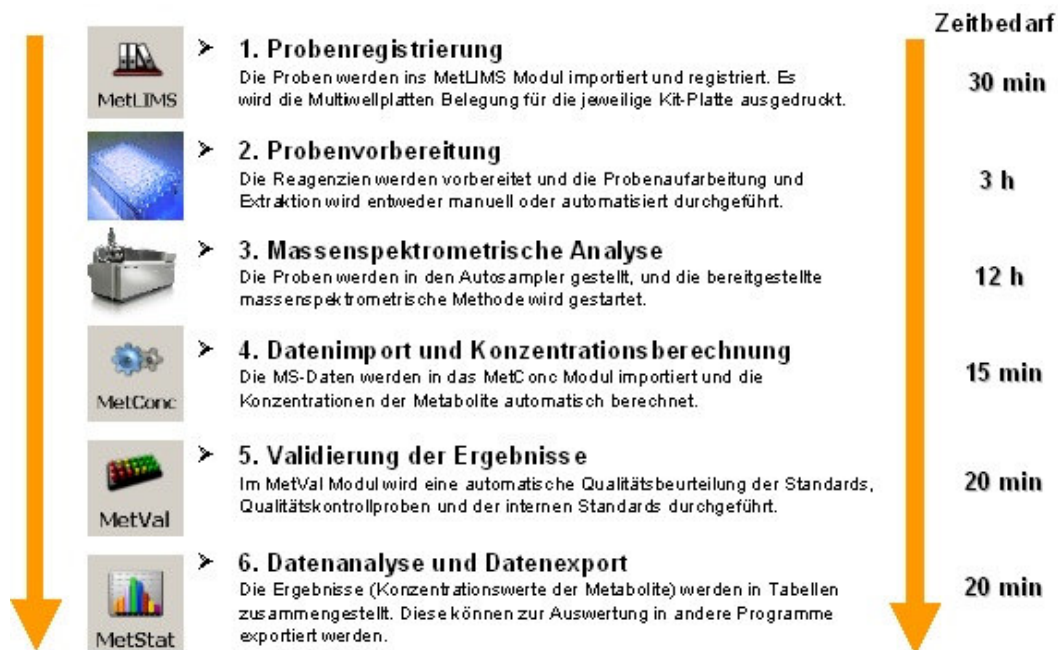 Zeitbedarf
MetLIMS
➢ 1. Probenregistrierung
Die Proben werden ins MetLIMS Modul importiert und registriert. Es
wird die Multiwellplatten Belegung für die jeweilige Kit-Platte ausgedruckt.
30 min
➢ 2. Probenvorbereitung
Die Reagenzien werden vorbereitet und die Probenaufarbeitung und
Extraktion wird entweder manuell oder automatisiert durchgeführt.
3 h
➢ 3. Massenspektrometrische Analyse
Die Proben werden in den Autosampler gestellt, und die bereitgestellte
massenspektrometrische Methode wird gestartet.
12 h
MetConc
➢ 4. Datenimport und Konzentrationsberechnung
Die MS-Daten werden in das MetConc Modul importiert und die
Konzentrationen der Metabolite automatisch berechnet.
15 min
MetVal
➢ 5. Validierung der Ergebnisse
Im MetVal Modul wird eine automatische Qualitätsbeurteilung der Standards,
Qualitätskontrollproben und der internen Standards durchgeführt.
20 min
MetStat
➢ 6. Datenanalyse und Datenexport
Die Ergebnisse (Konzentrationswerte der Metabolite) werden in Tabellen
zusammengestellt. Diese können zur Auswertung in andere Programme
exportiert werden.
20 min